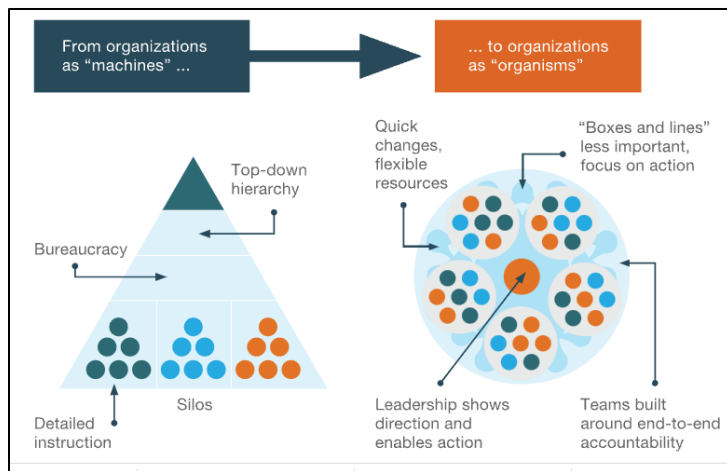 From organizations
as “machines” ...
... to organizations
as “organisms”
Top-down
hierarchy
Bureaucracy
Detailed
instruction
Silos
Quick
changes,
flexible
resources
“Boxes and lines”
less important,
focus on action
Leadership shows
direction and
enables action
Teams built
around end-to-end
accountability